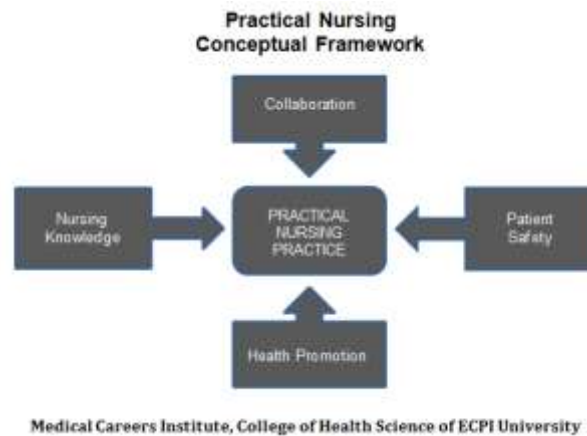 Practical Nursing
Conceptual Framework
Collaboration
Nursing
Knowledge
PRACTICAL
NURSING
PRACTICE
Patient
Safety
Health Promotion
Medical Careers Institute, College of Health Science of ECPI University